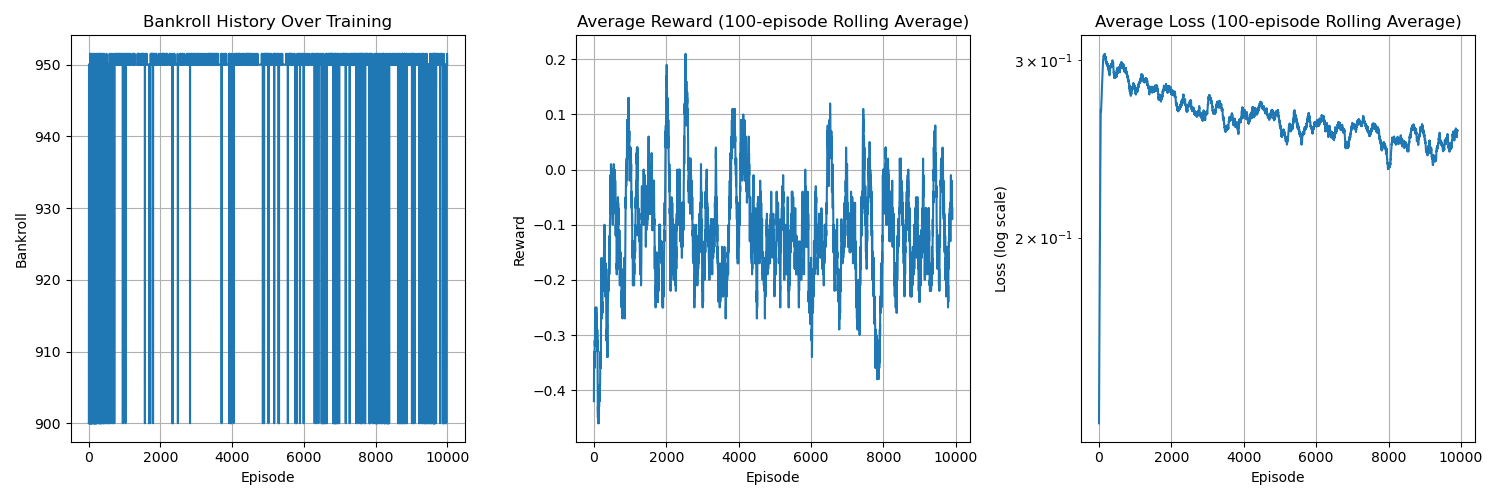 Bankroll History Over Training
Bankroll
950
940
930
920
910
900
0
2000
4000
6000
8000
10000
Episode
Average Reward (100-episode Rolling Average)
Reward
0.2
0.1
0.0
−0.1
−0.2
−0.3
−0.4
0
2000
4000
6000
8000
10000
Episode
Average Loss (100-episode Rolling Average)
Loss (log scale)
3 × 10⁻¹
2 × 10⁻¹
0
2000
4000
6000
8000
10000
Episode